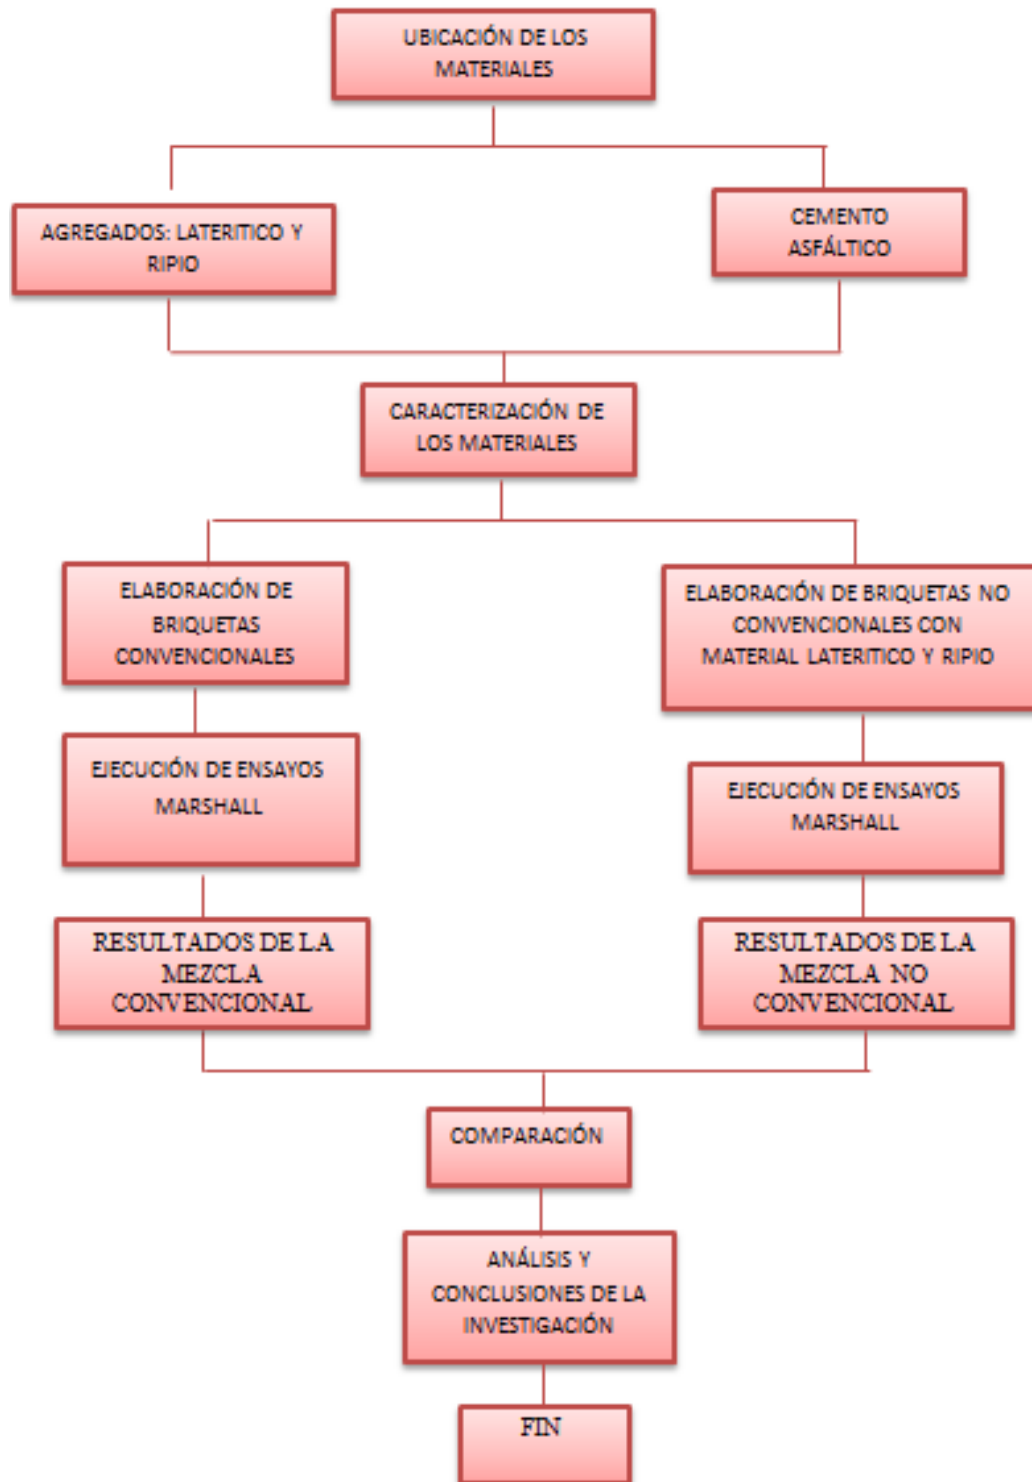 UBICACIÓN DE LOS
MATERIALES
AGREGADOS: LATERITICO Y
RIPIO
CEMENTO
ASFÁLTICO
CARACTERIZACIÓN DE
LOS MATERIALES
ELABORACIÓN DE
BRIQUETAS
CONVENCIONALES
ELABORACIÓN DE BRIQUETAS NO
CONVENCIONALES CON
MATERIAL LATERITICO Y RIPIO
EJECUCIÓN DE ENSAYOS
MARSHALL
EJECUCIÓN DE ENSAYOS
MARSHALL
RESULTADOS DE LA
MEZCLA
CONVENCIONAL
RESULTADOS DE LA
MEZCLA NO
CONVENCIONAL
COMPARACIÓN
ANÁLISIS Y
CONCLUSIONES DE LA
INVESTIGACIÓN
FIN